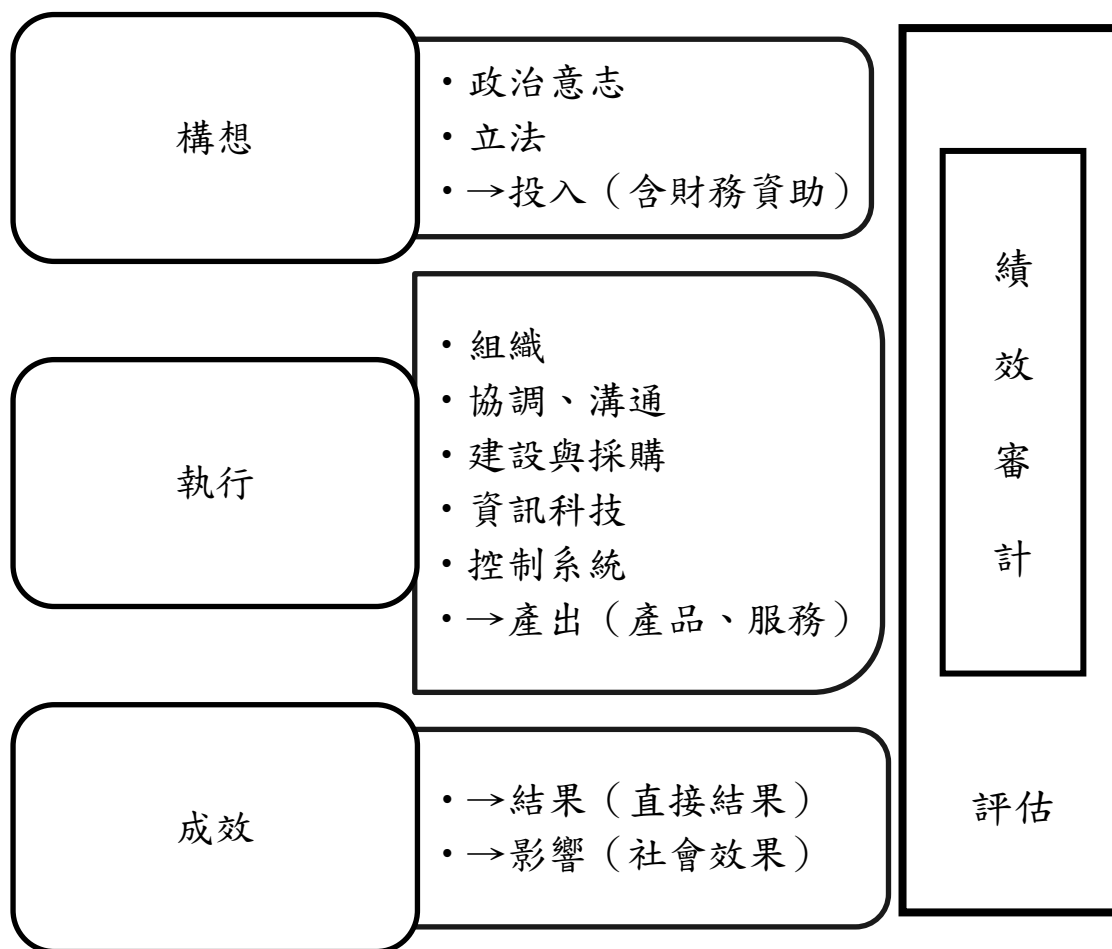 構想
・政治意志
・立法
・→投入（含財務資助）
執行
・組織
・協調、溝通
・建設與採購
・資訊科技
・控制系統
・→產出（產品、服務）
成效
・→結果（直接結果）
・→影響（社會效果）
績
效
審
計
評估